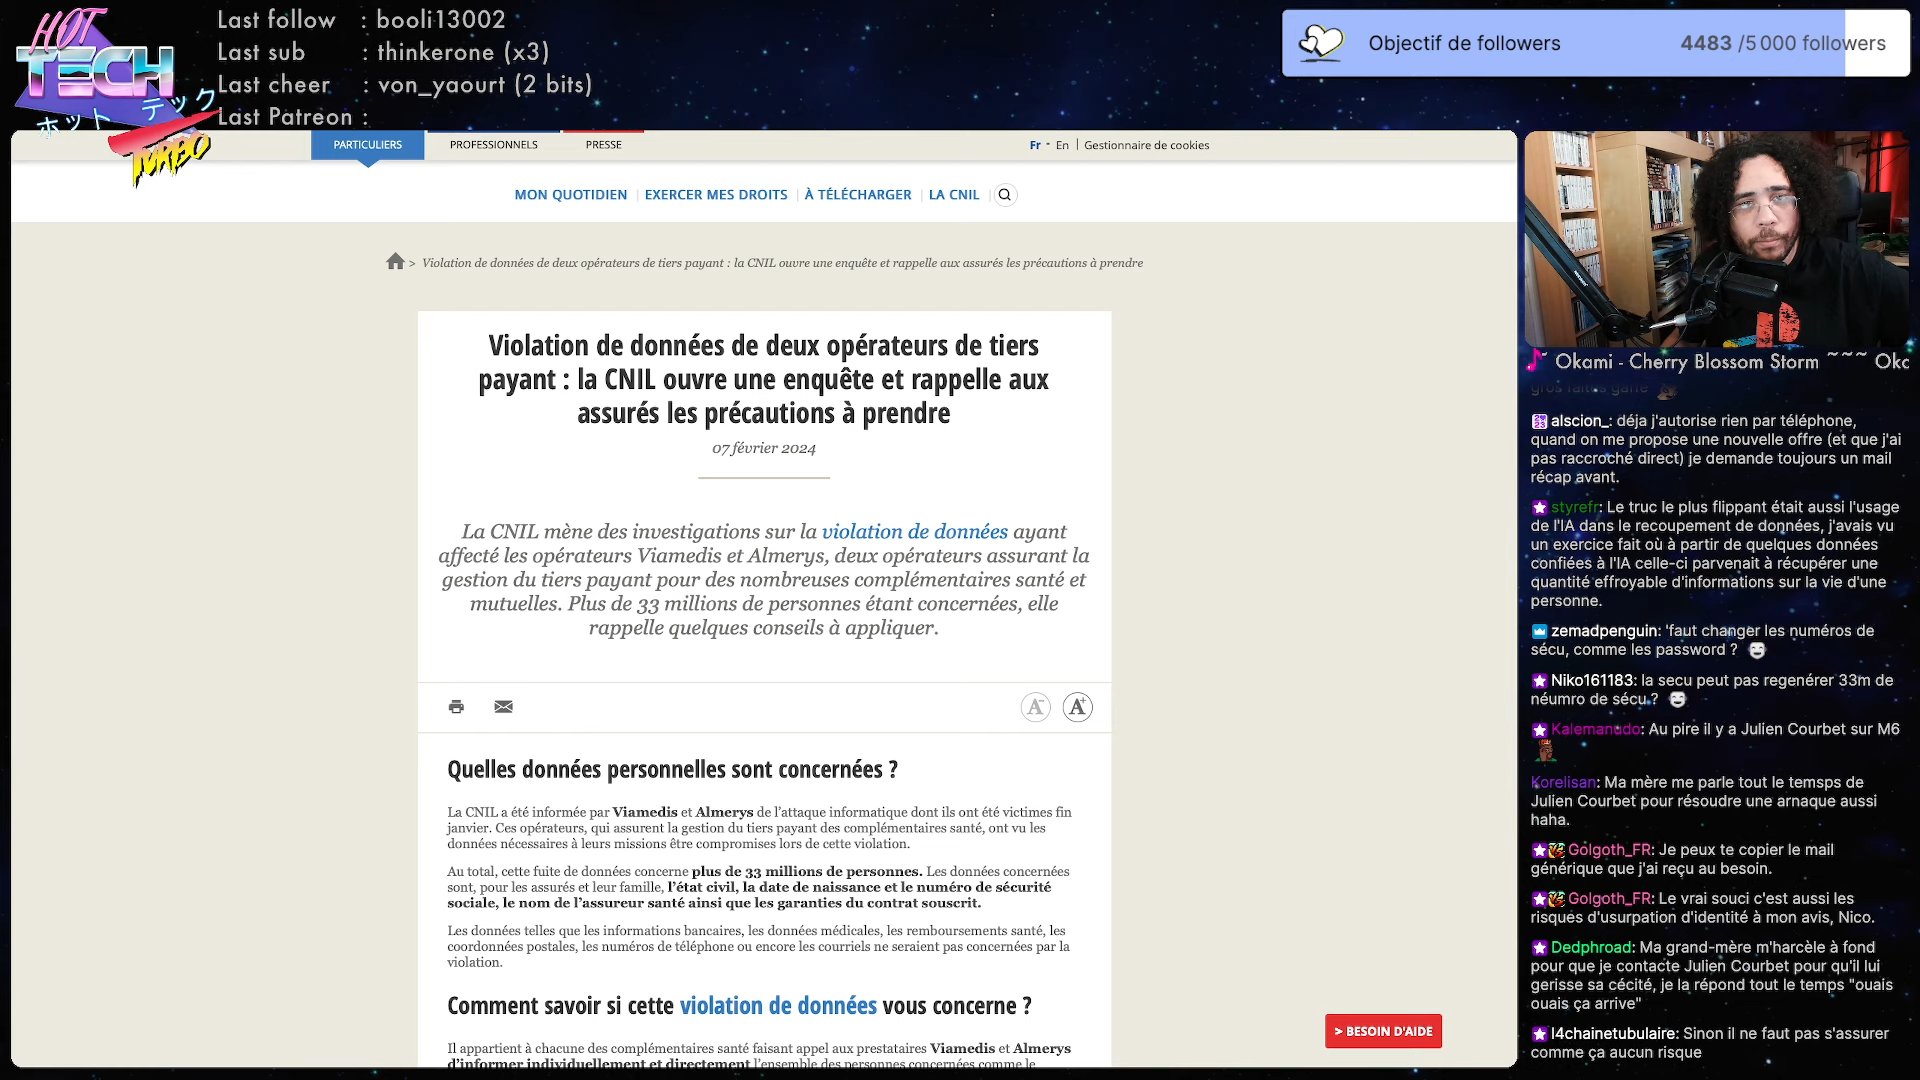 HOT
TECH
ホット テック
TURBO
Last follow : booli13002
Last sub : thinkerone (x3)
Last cheer : von_yaourt (2 bits)
Last Patreon :
Objectif de followers
4483 /5 000 followers
PARTICULIERS
PROFESSIONNELS
PRESSE
Fr - En | Gestionnaire de cookies
MON QUOTIDIEN | EXERCER MES DROITS | À TÉLÉCHARGER | LA CNIL
> Violation de données de deux opérateurs de tiers payant : la CNIL ouvre une enquête et rappelle aux assurés les précautions à prendre
Violation de données de deux opérateurs de tiers
payant : la CNIL ouvre une enquête et rappelle aux
assurés les précautions à prendre
07 février 2024
La CNIL mène des investigations sur la violation de données ayant
affecté les opérateurs Viamedis et Almerys, deux opérateurs assurant la
gestion du tiers payant pour des nombreuses complémentaires santé et
mutuelles. Plus de 33 millions de personnes étant concernées, elle
rappelle quelques conseils à appliquer.
A-
A+
Quelles données personnelles sont concernées ?
La CNIL a été informée par Viamedis et Almerys de l'attaque informatique dont ils ont été victimes fin
janvier. Ces opérateurs, qui assurent la gestion du tiers payant des complémentaires santé, ont vu les
données nécessaires à leurs missions être compromises lors de cette violation.
Au total, cette fuite de données concerne plus de 33 millions de personnes. Les données concernées
sont, pour les assurés et leur famille, l'état civil, la date de naissance et le numéro de sécurité
sociale, le nom de l'assureur santé ainsi que les garanties du contrat souscrit.
Les données telles que les informations bancaires, les données médicales, les remboursements santé, les
coordonnées postales, les numéros de téléphone ou encore les courriels ne seraient pas concernées par la
violation.
Comment savoir si cette violation de données vous concerne ?
Il appartient à chacune des complémentaires santé faisant appel aux prestataires Viamedis et Almerys
d'informer individuellement et directement l'ensemble des personnes concernées comme le
> BESOIN D'AIDE
~ Okami - Cherry Blossom Storm ~~~ Oka
gros faites gaffe
alscion_: déja j'autorise rien par téléphone,
quand on me propose une nouvelle offre (et que j'ai
pas raccroché direct) je demande toujours un mail
récap avant.
styrefr: Le truc le plus flippant était aussi l'usage
de l'IA dans le recoupement de données, j'avais vu
un exercice fait où à partir de quelques données
confiées à l'IA celle-ci parvenait à récupérer une
quantité effroyable d'informations sur la vie d'une
personne.
zemadpenguin: 'faut changer les numéros de
sécu, comme les password ?
Niko161183: la secu peut pas regenérer 33m de
néumro de sécu ?
Kalemanudo: Au pire il y a Julien Courbet sur M6
Korelisan: Ma mère me parle tout le temsps de
Julien Courbet pour résoudre une arnaque aussi
haha.
Golgoth_FR: Je peux te copier le mail
générique que j'ai reçu au besoin.
Golgoth_FR: Le vrai souci c'est aussi les
risques d'usurpation d'identité à mon avis, Nico.
Dedphroad: Ma grand-mère m'harcèle à fond
pour que je contacte Julien Courbet pour qu'il lui
gerisse sa cécité, je la répond tout le temps "ouais
ouais ça arrive"
l4chainetubulaire: Sinon il ne faut pas s'assurer
comme ça aucun risque